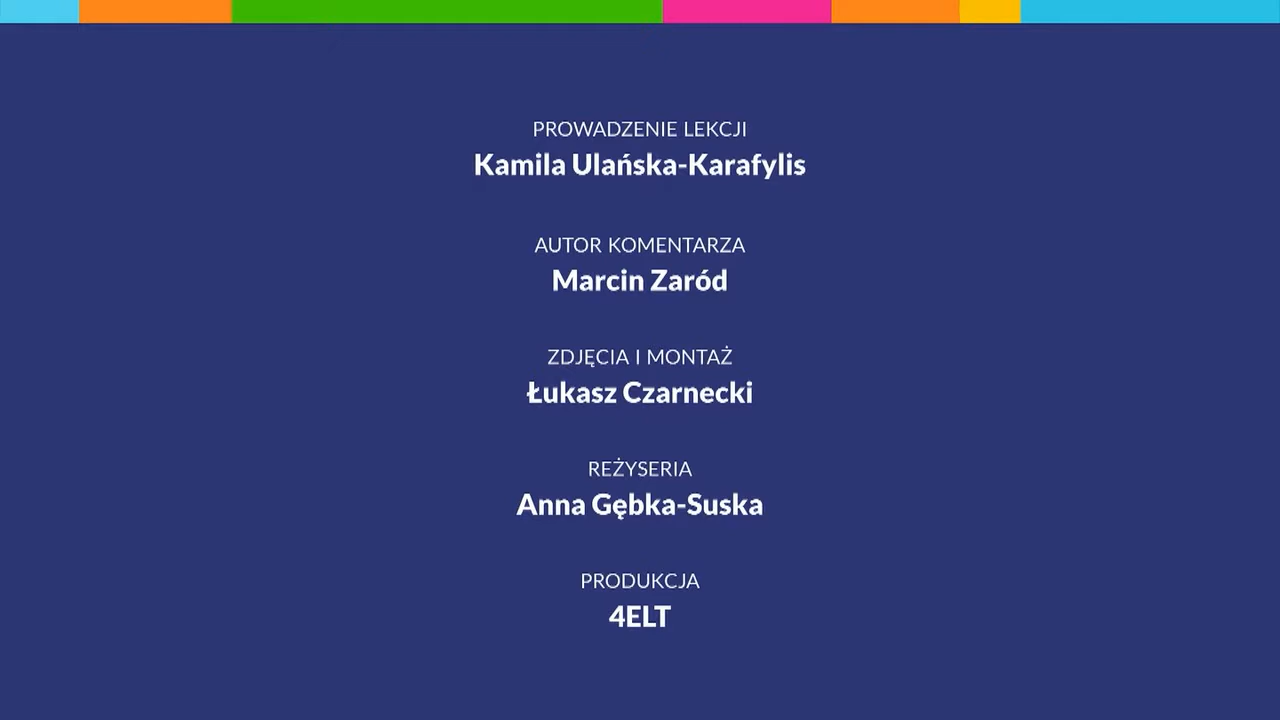 PROWADZENIE LEKCJI
Kamila Ulańska-Karafylis
AUTOR KOMENTARZA
Marcin Zaród
ZDJĘCIA I MONTAŻ
Łukasz Czarnecki
REŻYSERIA
Anna Gębka-Suska
PRODUKCJA
4ELT